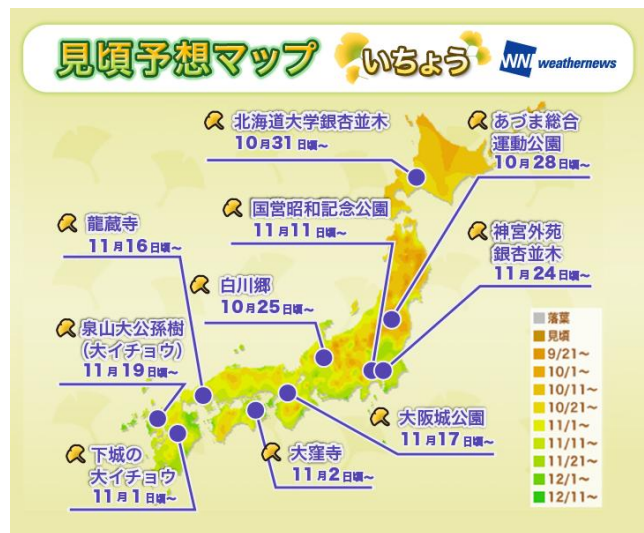 見頃予想マップ いちょう WN weathernews
北海道大学銀杏並木
10月31日頃~
あづま総合
運動公園
10月28日頃~
国営昭和記念公園
11月11日頃~
龍蔵寺
11月16日頃~
神宮外苑
銀杏並木
11月24日頃~
白川郷
10月25日頃~
泉山大公孫樹
(大イチョウ)
11月19日頃~
大阪城公園
11月17日頃~
下城の
大イチョウ
11月1日頃~
大窪寺
11月2日頃~
落葉
見頃
9/21~
10/1~
10/11~
10/21~
11/1~
11/11~
11/21~
12/1~
12/11~